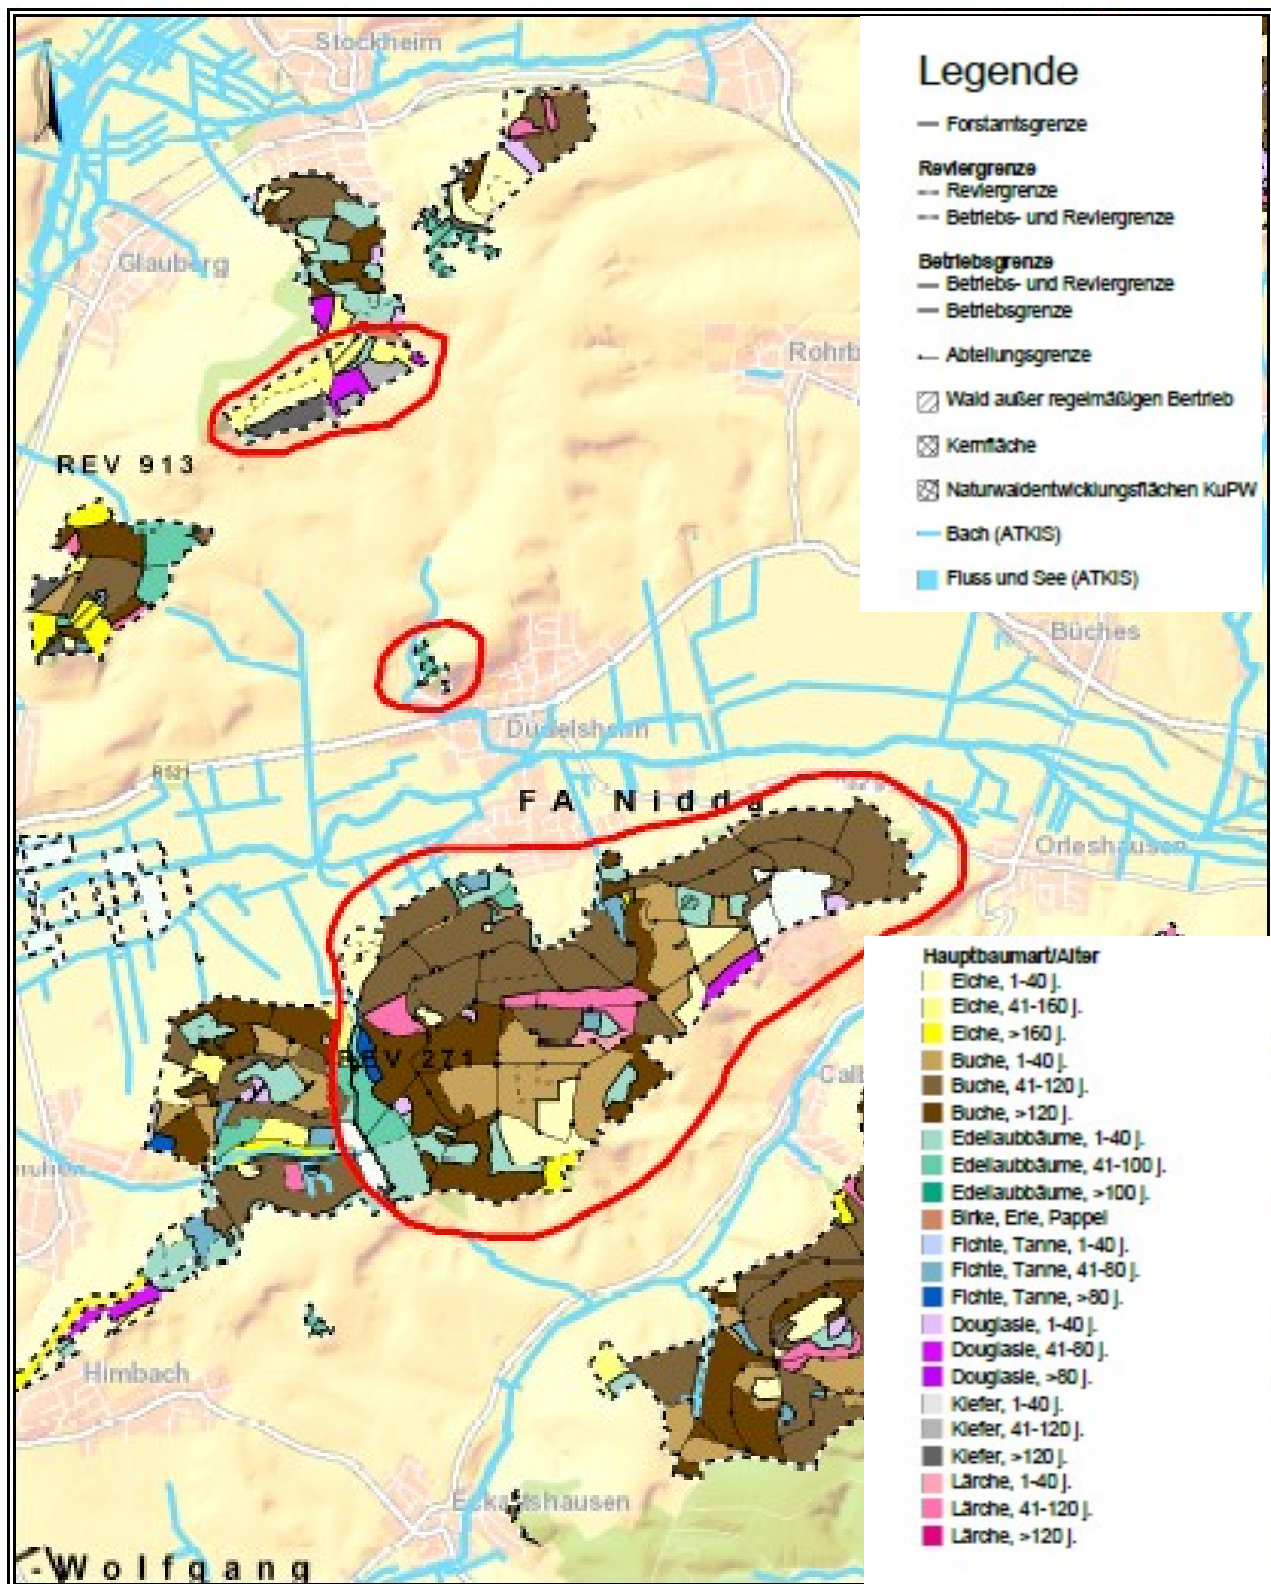 Stockheim
Glauberg
Rohrb
REV 913
Büches
Düdelsheim
B521
FA Nidda
Orleshausen
REV 271
Calb
Himbach
Eckartshausen
Wolfgang
Legende
Forstamtsgrenze
Reviergrenze
Reviergrenze
Betriebs- und Reviergrenze
Betriebsgrenze
Betriebs- und Reviergrenze
Betriebsgrenze
Abteilungsgrenze
Wald außer regelmäßigen Bertrieb
Kernfläche
Naturwaldentwicklungsflächen KuPW
Bach (ATKIS)
Fluss und See (ATKIS)
Hauptbaumart/Alter
Eiche, 1-40 j.
Eiche, 41-160 j.
Eiche, >160 j.
Buche, 1-40 j.
Buche, 41-120 j.
Buche, >120 j.
Edellaubbäume, 1-40 j.
Edellaubbäume, 41-100 j.
Edellaubbäume, >100 j.
Birke, Erle, Pappel
Fichte, Tanne, 1-40 j.
Fichte, Tanne, 41-80 j.
Fichte, Tanne, >80 j.
Douglasie, 1-40 j.
Douglasie, 41-80 j.
Douglasie, >80 j.
Kiefer, 1-40 j.
Kiefer, 41-120 j.
Kiefer, >120 j.
Lärche, 1-40 j.
Lärche, 41-120 j.
Lärche, >120 j.